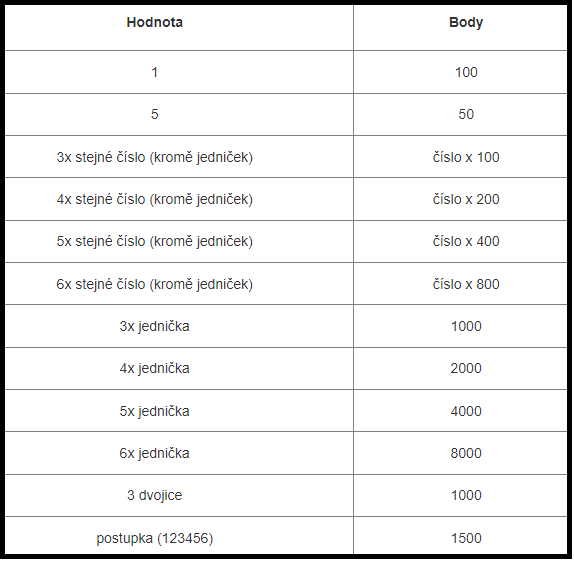 Hodnota Body
1 100
5 50
3x stejné číslo (kromě jedniček) číslo x 100
4x stejné číslo (kromě jedniček) číslo x 200
5x stejné číslo (kromě jedniček) číslo x 400
6x stejné číslo (kromě jedniček) číslo x 800
3x jednička 1000
4x jednička 2000
5x jednička 4000
6x jednička 8000
3 dvojice 1000
postupka (123456) 1500